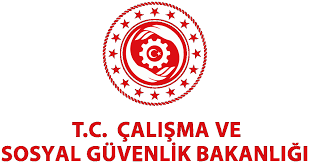 T.C. ÇALIŞMA VE
SOSYAL GÜVENLİK BAKANLIĞI